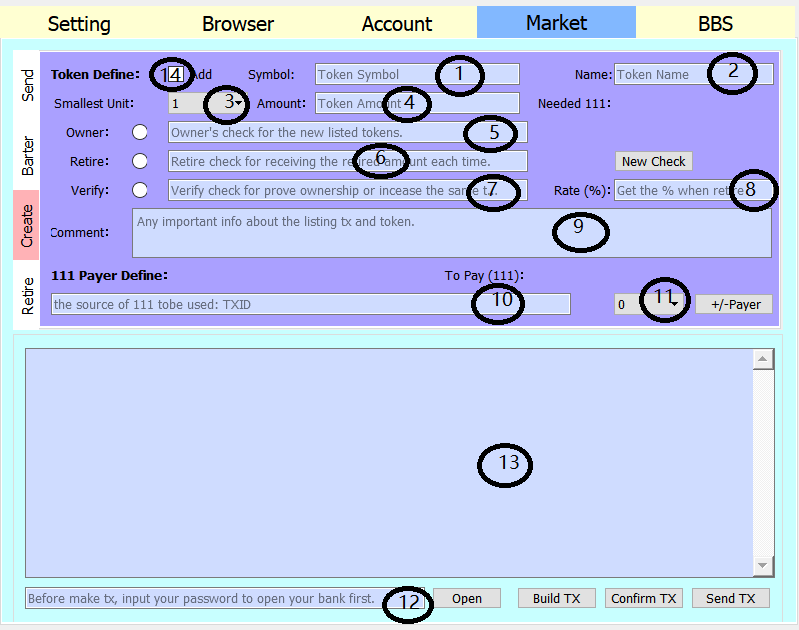 Setting Browser Account Market BBS
Send
Barter
Create
Retire
Token Define: 14 Add Symbol: Token Symbol 1 Name: Token Name 2
Smallest Unit: 1 3 Amount: Token Amount 4 Needed 111:
Owner: Owner's check for the new listed tokens. 5
Retire: Retire check for receiving the retired amount each time. 6 New Check
Verify: Verify check for prove ownership or incease the same t... 7 Rate (%): Get the % when retire 8
Comment: Any important info about the listing tx and token. 9
111 Payer Define: To Pay (111):
the source of 111 tobe used: TXID 10 0 11 +/-Payer
13
Before make tx, input your password to open your bank first. 12 Open Build TX Confirm TX Send TX